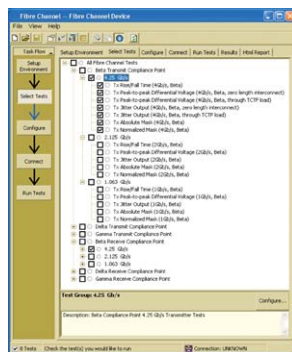 Fibre Channel -- Fibre Channel Device
File View Help
Task Flow
Setup Environment Select Tests Configure Connect Run Tests Results Html Report
Setup
Environment
Select Tests
Configure
Connect
Run Tests
All Fibre Channel Tests
Beta Transmit Compliance Point
4.25 Gb/s
Tx Rise/Fall Time (4Gb/s, Beta)
Tx Peak-to-peak Differential Voltage (4Gb/s, Beta, zero length interconnect)
Tx Peak-to-peak Differential Voltage (4Gb/s, Beta, through TCTF load)
Tx Jitter Output (4Gb/s, Beta, zero length interconnect)
Tx Jitter Output (4Gb/s, Beta, through TCTF load)
Tx Absolute Mask (4Gb/s, Beta)
Tx Normalized Mask (4Gb/s, Beta)
2.125 Gb/s
Tx Rise/Fall Time (2Gb/s, Beta)
Tx Peak-to-peak Differential Voltage (2Gb/s, Beta)
Tx Jitter Output (2Gb/s, Beta)
Tx Absolute Mask (2Gb/s, Beta)
Tx Normalized Mask (2Gb/s, Beta)
1.063 Gb/s
Tx Rise/Fall Time (1Gb/s, Beta)
Tx Peak-to-peak Differential Voltage (1Gb/s, Beta)
Tx Jitter Output (1Gb/s, Beta)
Tx Absolute Mask (1Gb/s, Beta)
Tx Normalized Mask (1Gb/s, Beta)
Delta Transmit Compliance Point
Gamma Transmit Compliance Point
Beta Receive Compliance Point
4.25 Gb/s
2.125 Gb/s
1.063 Gb/s
Delta Receive Compliance Point
Gamma Receive Compliance Point
Test Group: 4.25 Gb/s
Configure...
Description: Beta Compliance Point 4.25 Gb/s Transmitter Tests
8 Tests Check the test(s) you would like to run Connection: UNKNOWN